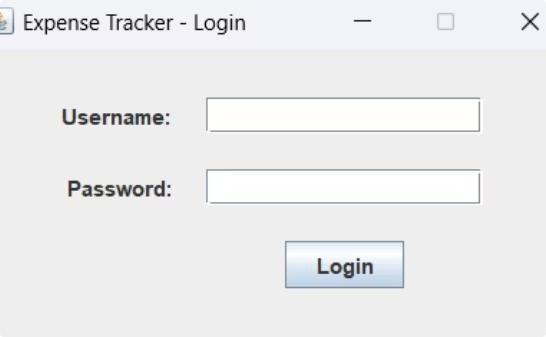 Expense Tracker - Login
Username:
Password:
Login